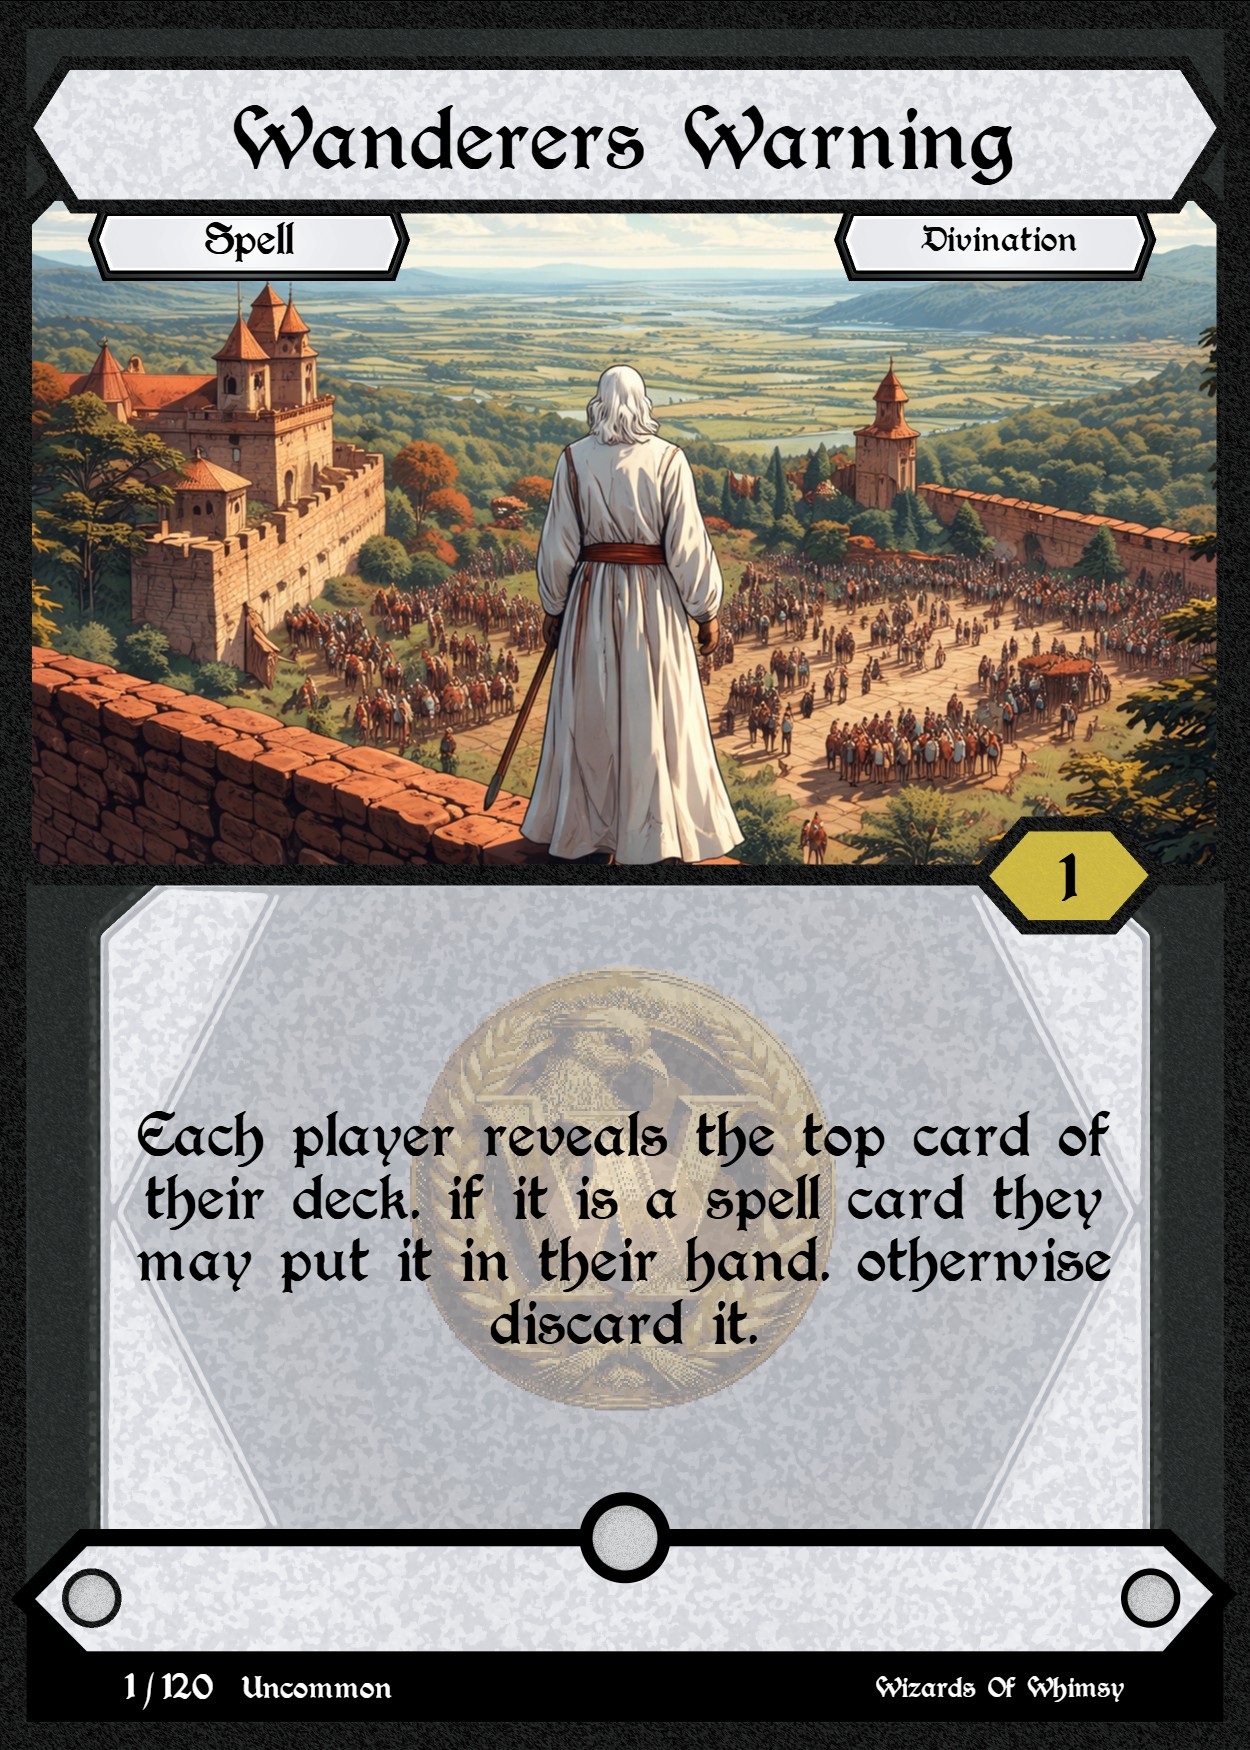 Wanderers Warning
Spell
Divination
1
W
Each player reveals the top card of
their deck. if it is a spell card they
may put it in their hand. otherwise
discard it.
1/120 Uncommon
Wizards Of Whimsy